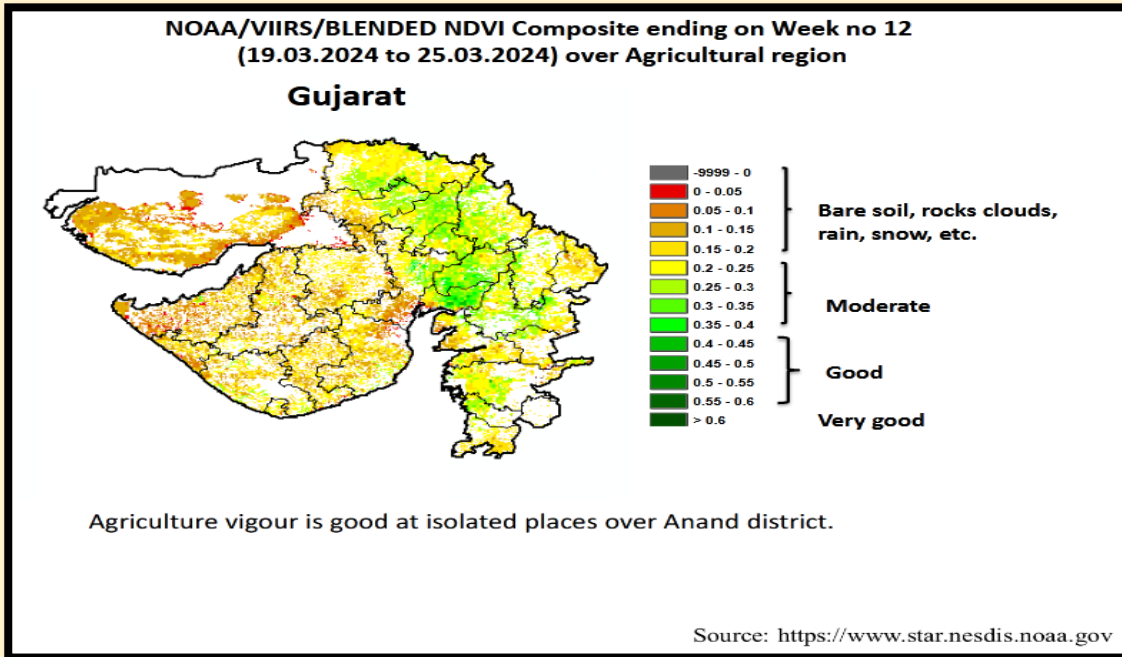 NOAA/VIIRS/BLENDED NDVI Composite ending on Week no 12
(19.03.2024 to 25.03.2024) over Agricultural region
Gujarat
-9999 - 0
0 - 0.05
0.05 - 0.1
0.1 - 0.15
0.15 - 0.2
0.2 - 0.25
0.25 - 0.3
0.3 - 0.35
0.35 - 0.4
0.4 - 0.45
0.45 - 0.5
0.5 - 0.55
0.55 - 0.6
> 0.6
Bare soil, rocks clouds,
rain, snow, etc.
Moderate
Good
Very good
Agriculture vigour is good at isolated places over Anand district.
Source: https://www.star.nesdis.noaa.gov